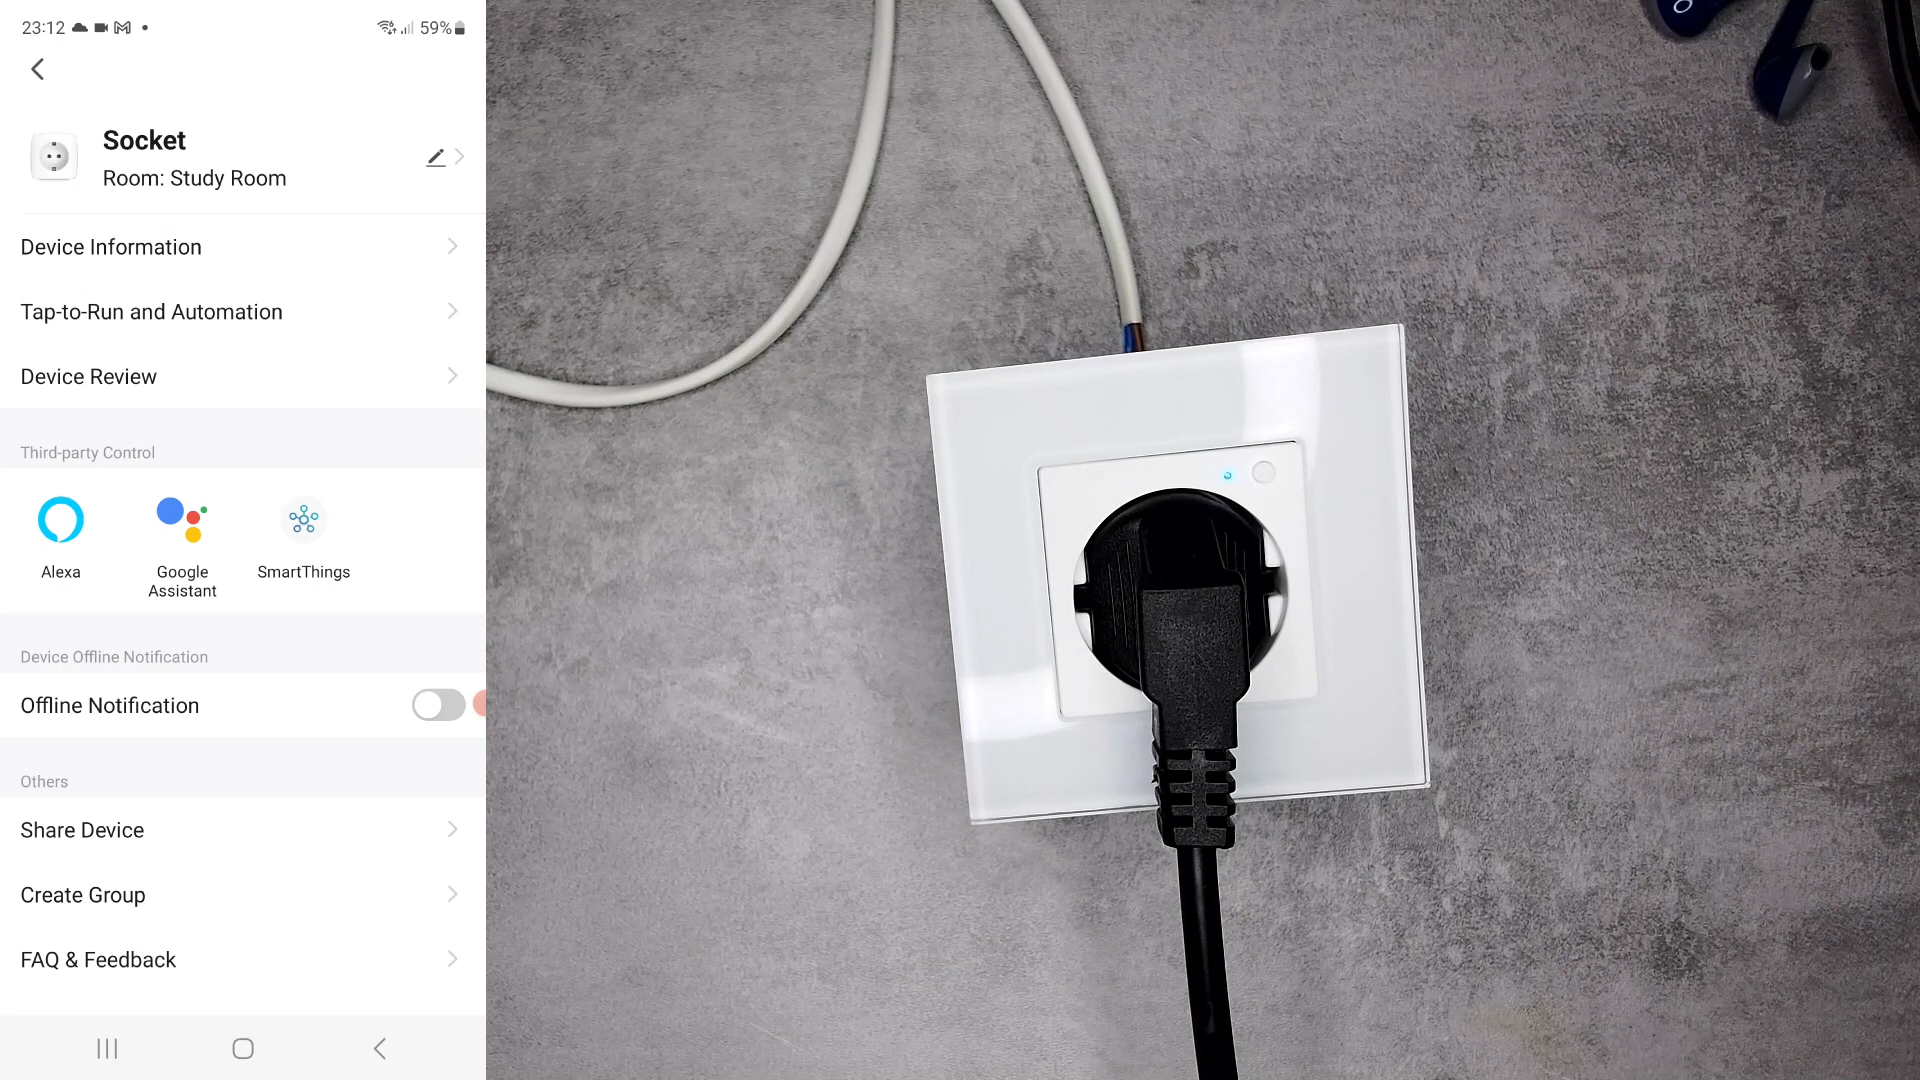 23:12
59%
Socket
Room: Study Room
Device Information
Tap-to-Run and Automation
Device Review
Third-party Control
Alexa
Google
Assistant
SmartThings
Device Offline Notification
Offline Notification
Others
Share Device
Create Group
FAQ & Feedback